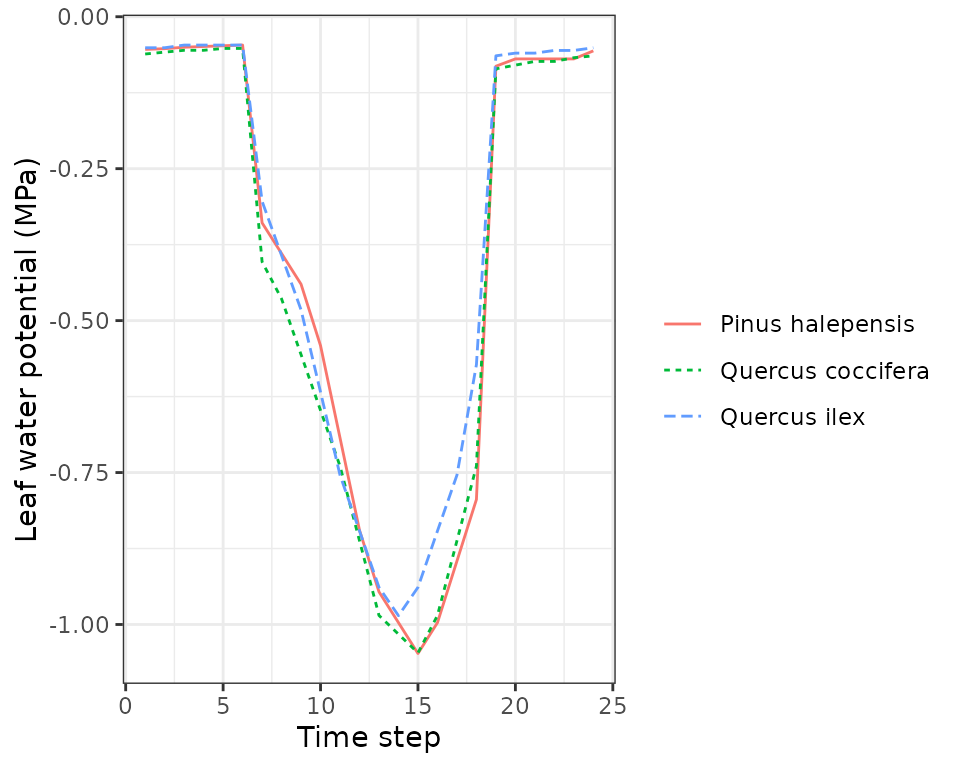 Leaf water potential (MPa)
0.00
-0.25
-0.50
-0.75
-1.00
0 5 10 15 20 25
Time step
Pinus halepensis
Quercus coccifera
Quercus ilex